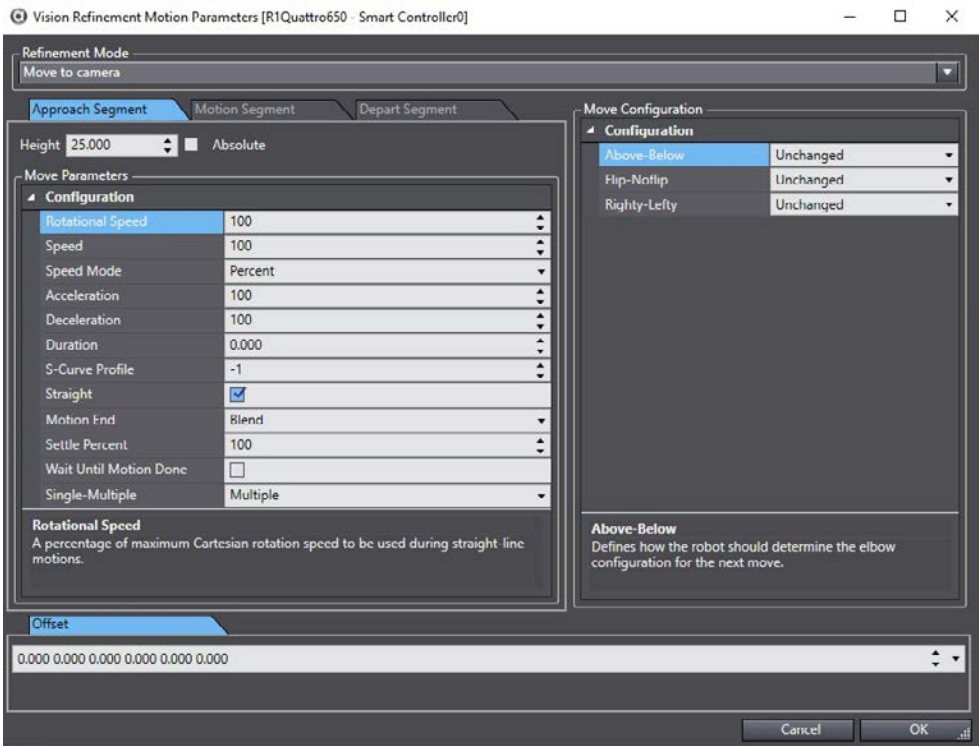 Vision Refinement Motion Parameters [R1Quattro650 - Smart Controller0]
Refinement Mode
Move to camera
Approach Segment Motion Segment Depart Segment
Height 25.000 Absolute
Move Parameters
Configuration
Rotational Speed 100
Speed 100
Speed Mode Percent
Acceleration 100
Deceleration 100
Duration 0.000
S-Curve Profile -1
Straight
Motion End Blend
Settle Percent 100
Wait Until Motion Done
Single-Multiple Multiple
Rotational Speed
A percentage of maximum Cartesian rotation speed to be used during straight-line
motions.
Move Configuration
Configuration
Above-Below Unchanged
Flip-Noflip Unchanged
Righty-Lefty Unchanged
Above-Below
Defines how the robot should determine the elbow
configuration for the next move.
Offset
0.000 0.000 0.000 0.000 0.000 0.000
Cancel OK